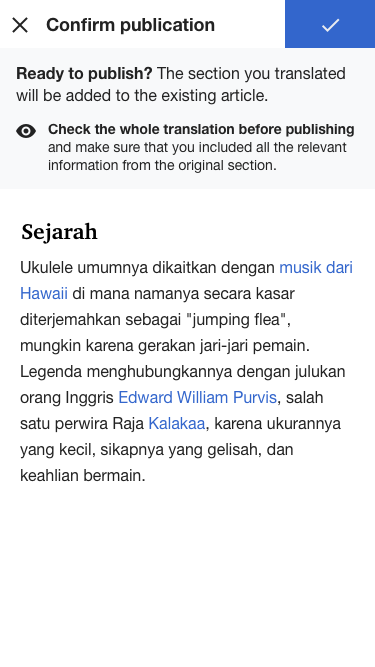 Confirm publication
Ready to publish? The section you translated
will be added to the existing article.
Check the whole translation before publishing
and make sure that you included all the relevant
information from the original section.
Sejarah
Ukulele umumnya dikaitkan dengan musik dari
Hawaii di mana namanya secara kasar
diterjemahkan sebagai "jumping flea",
mungkin karena gerakan jari-jari pemain.
Legenda menghubungkannya dengan julukan
orang Inggris Edward William Purvis, salah
satu perwira Raja Kalakaa, karena ukurannya
yang kecil, sikapnya yang gelisah, dan
keahlian bermain.